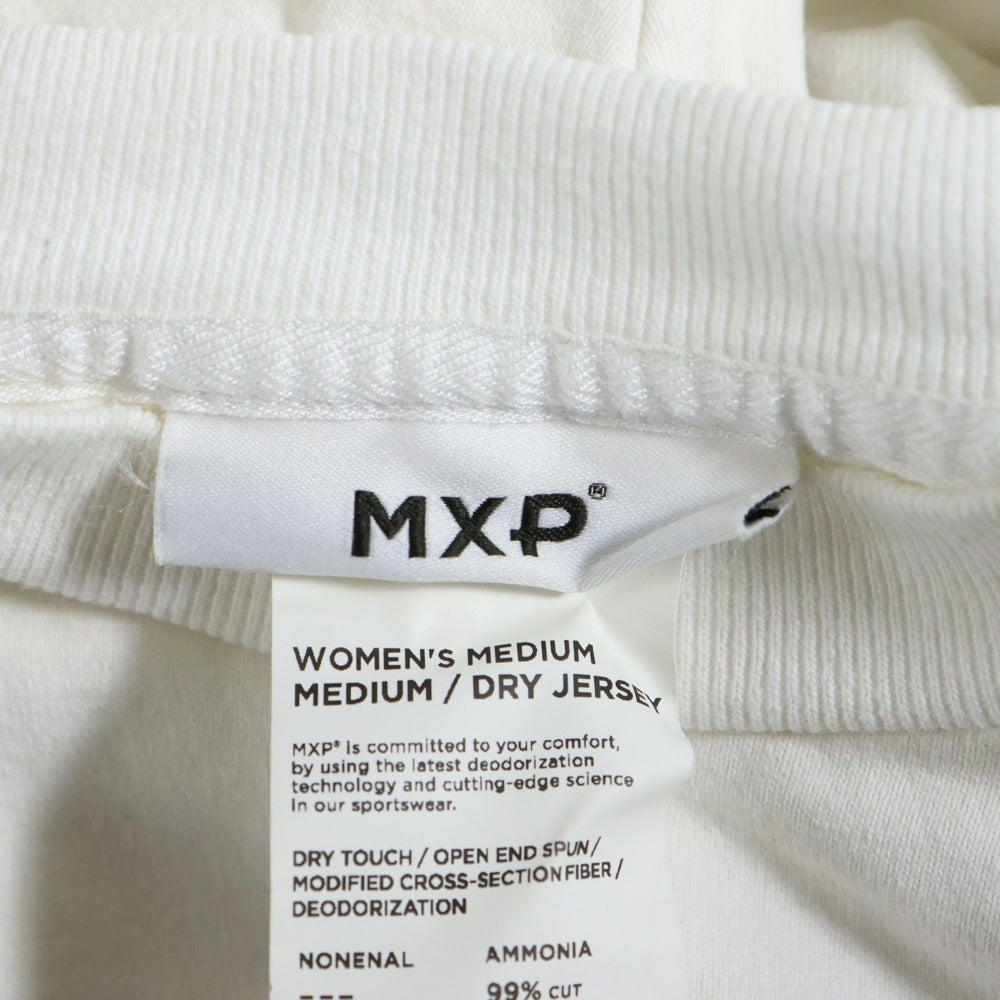 MXP®
WOMEN'S MEDIUM
MEDIUM / DRY JERSEY
MXP® is committed to your comfort,
by using the latest deodorization
technology and cutting-edge science
in our sportswear.
DRY TOUCH / OPEN END SPUN /
MODIFIED CROSS-SECTION FIBER /
DEODORIZATION
NONENAL AMMONIA
99% CUT